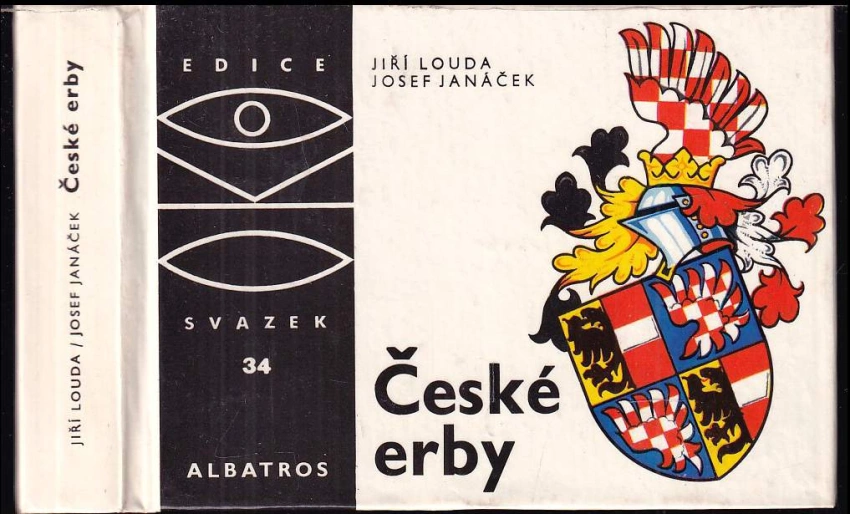 JIŘÍ LOUDA / JOSEF JANÁČEK České erby
EDICE
SVAZEK
34
ALBATROS
JIŘÍ LOUDA
JOSEF JANÁČEK
České
erby